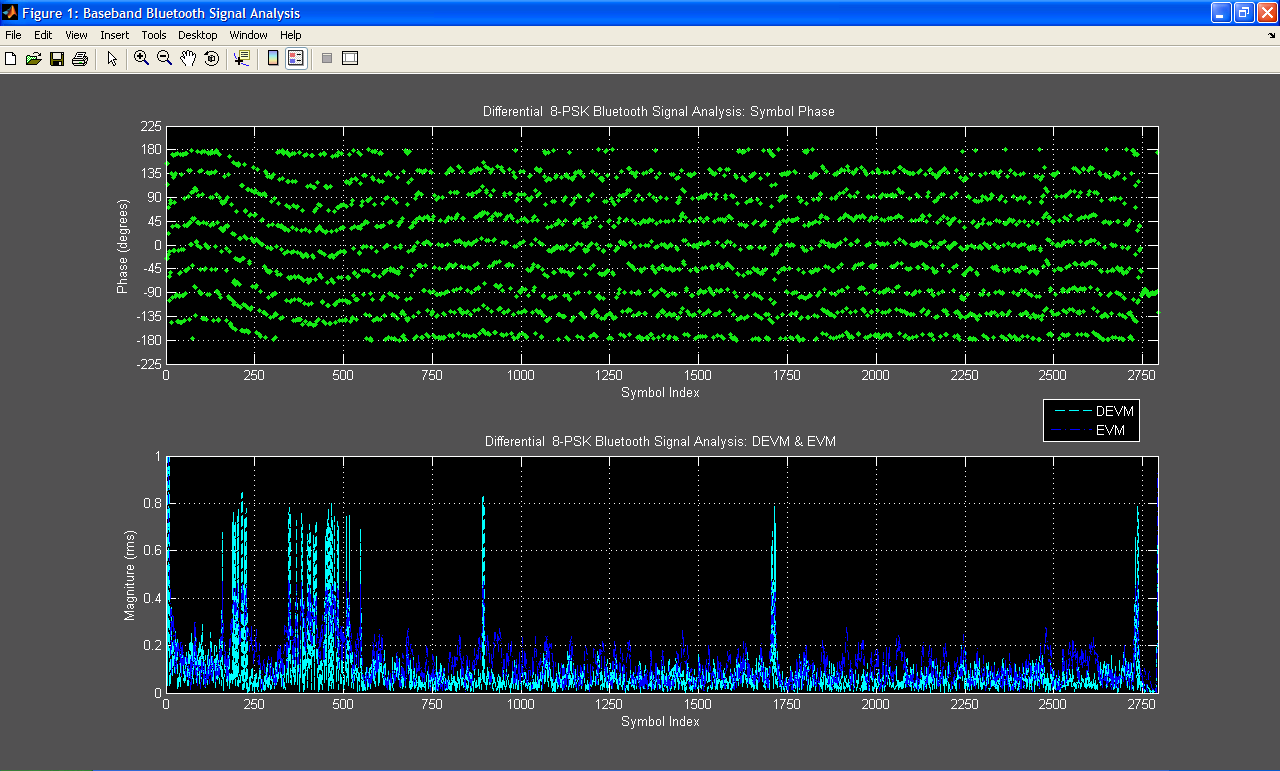 Figure 1: Baseband Bluetooth Signal Analysis
File Edit View Insert Tools Desktop Window Help
Differential 8-PSK Bluetooth Signal Analysis: Symbol Phase
225
180
135
90
45
0
-45
-90
-135
-180
-225
Phase (degrees)
0 250 500 750 1000 1250 1500 1750 2000 2250 2500 2750
Symbol Index
DEVM
EVM
Differential 8-PSK Bluetooth Signal Analysis: DEVM & EVM
1
0.8
0.6
0.4
0.2
0
Magniture (rms)
0 250 500 750 1000 1250 1500 1750 2000 2250 2500 2750
Symbol Index